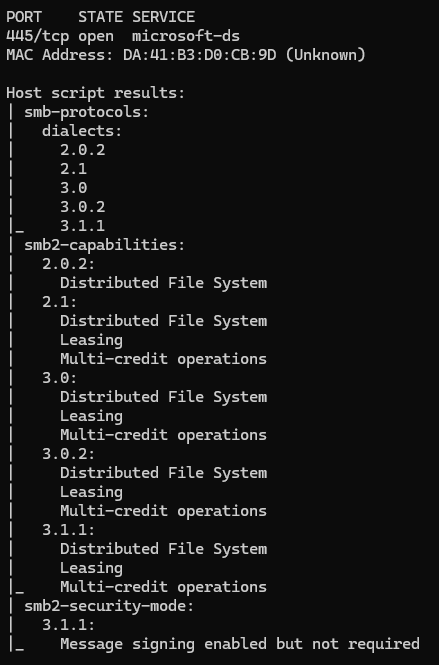 PORT    STATE SERVICE
445/tcp open  microsoft-ds
MAC Address: DA:41:B3:D0:CB:9D (Unknown)

Host script results:
| smb-protocols:
|   dialects:
|     2.0.2
|     2.1
|     3.0
|     3.0.2
|_    3.1.1
| smb2-capabilities:
|   2.0.2:
|     Distributed File System
|   2.1:
|     Distributed File System
|     Leasing
|     Multi-credit operations
|   3.0:
|     Distributed File System
|     Leasing
|     Multi-credit operations
|   3.0.2:
|     Distributed File System
|     Leasing
|     Multi-credit operations
|   3.1.1:
|     Distributed File System
|     Leasing
|_    Multi-credit operations
| smb2-security-mode:
|   3.1.1:
|_    Message signing enabled but not required